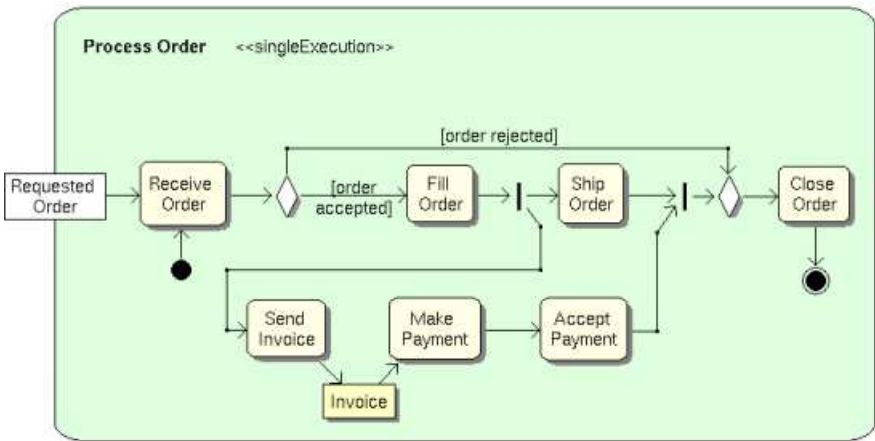 Process Order <<singleExecution>>
[order rejected]
Requested
Order
Receive
Order
[order
accepted]
Fill
Order
Ship
Order
Close
Order
Send
Invoice
Make
Payment
Accept
Payment
Invoice